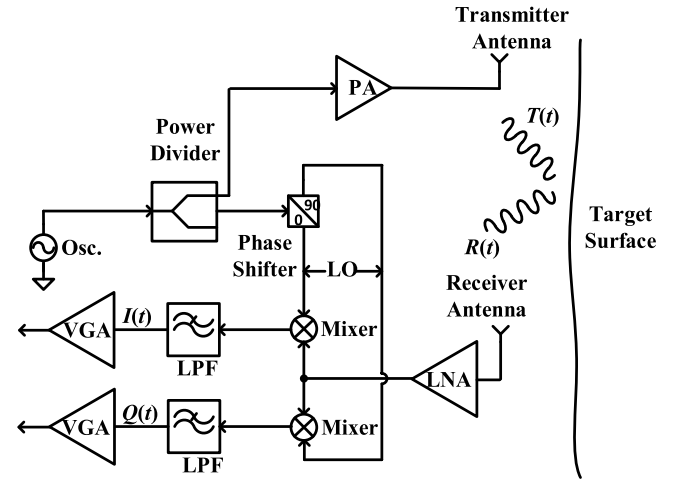 Transmitter
Antenna
PA
T(t)
Power
Divider
90
0
Osc.
Phase
Shifter
LO
R(t)
Target
Surface
Receiver
Antenna
VGA
I(t)
LPF
Mixer
LNA
VGA
Q(t)
LPF
Mixer